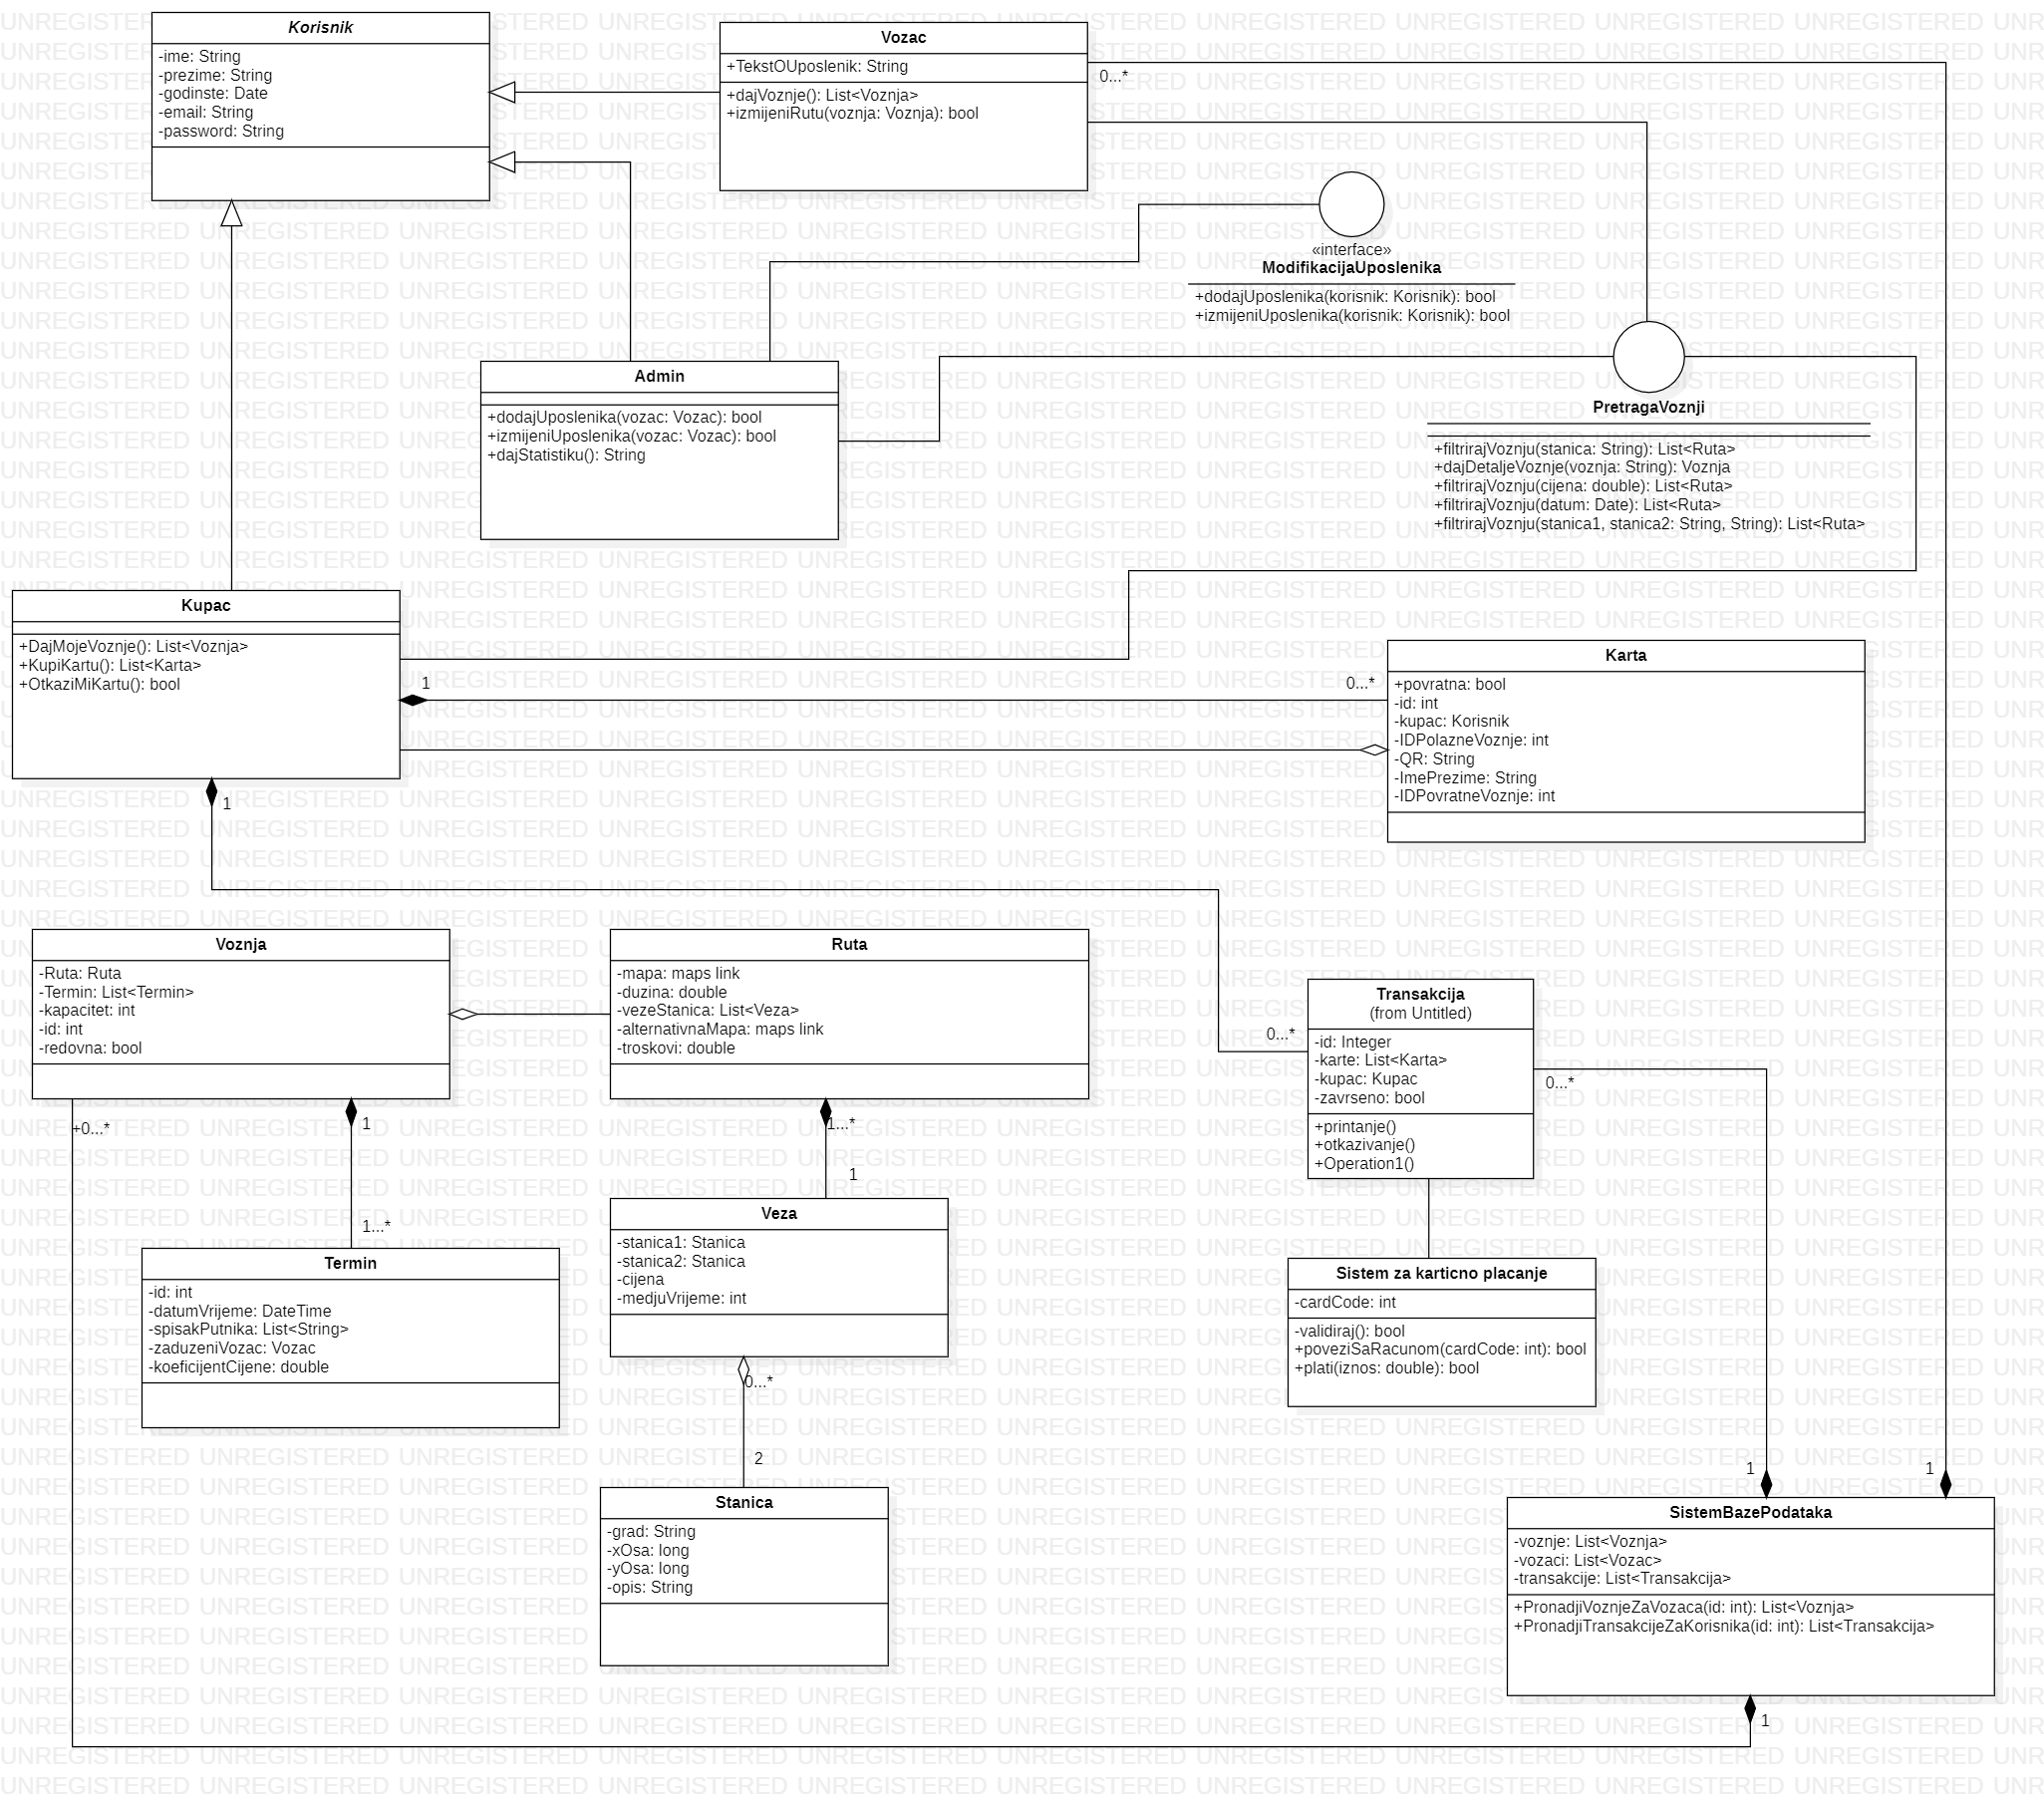 Korisnik
-ime: String
-prezime: String
-godinste: Date
-email: String
-password: String
Vozac
+TekstOUposlenik: String
+dajVoznje(): List<Voznja>
+izmijeniRutu(voznja: Voznja): bool
0...*
«interface»
ModifikacijaUposlenika
+dodajUposlenika(korisnik: Korisnik): bool
+izmijeniUposlenika(korisnik: Korisnik): bool
Admin
+dodajUposlenika(vozac: Vozac): bool
+izmijeniUposlenika(vozac: Vozac): bool
+dajStatistiku(): String
PretragaVoznji
+filtrirajVoznju(stanica: String): List<Ruta>
+dajDetaljeVoznje(voznja: String): Voznja
+filtrirajVoznju(cijena: double): List<Ruta>
+filtrirajVoznju(datum: Date): List<Ruta>
+filtrirajVoznju(stanica1, stanica2: String, String): List<Ruta>
Kupac
+DajMojeVoznje(): List<Voznja>
+KupiKartu(): List<Karta>
+OtkaziMiKartu(): bool
1
0...*
1
Karta
+povratna: bool
-id: int
-kupac: Korisnik
-IDPolazneVoznje: int
-QR: String
-ImePrezime: String
-IDPovratneVoznje: int
Voznja
-Ruta: Ruta
-Termin: List<Termin>
-kapacitet: int
-id: int
-redovna: bool
+0...*
1
1...*
Ruta
-mapa: maps link
-duzina: double
-vezeStanica: List<Veza>
-alternativnaMapa: maps link
-troskovi: double
1...*
1
0...*
Transakcija
(from Untitled)
-id: Integer
-karte: List<Karta>
-kupac: Kupac
-zavrseno: bool
+printanje()
+otkazivanje()
+Operation1()
0...*
Termin
-id: int
-datumVrijeme: DateTime
-spisakPutnika: List<String>
-zaduzeniVozac: Vozac
-koeficijentCijene: double
Veza
-stanica1: Stanica
-stanica2: Stanica
-cijena
-medjuVrijeme: int
0...*
2
Sistem za karticno placanje
-cardCode: int
-validiraj(): bool
+poveziSaRacunom(cardCode: int): bool
+plati(iznos: double): bool
Stanica
-grad: String
-xOsa: long
-yOsa: long
-opis: String
1
1
SistemBazePodataka
-voznje: List<Voznja>
-vozaci: List<Vozac>
-transakcije: List<Transakcija>
+PronadjiVoznjeZaVozaca(id: int): List<Voznja>
+PronadjiTransakcijeZaKorisnika(id: int): List<Transakcija>
1